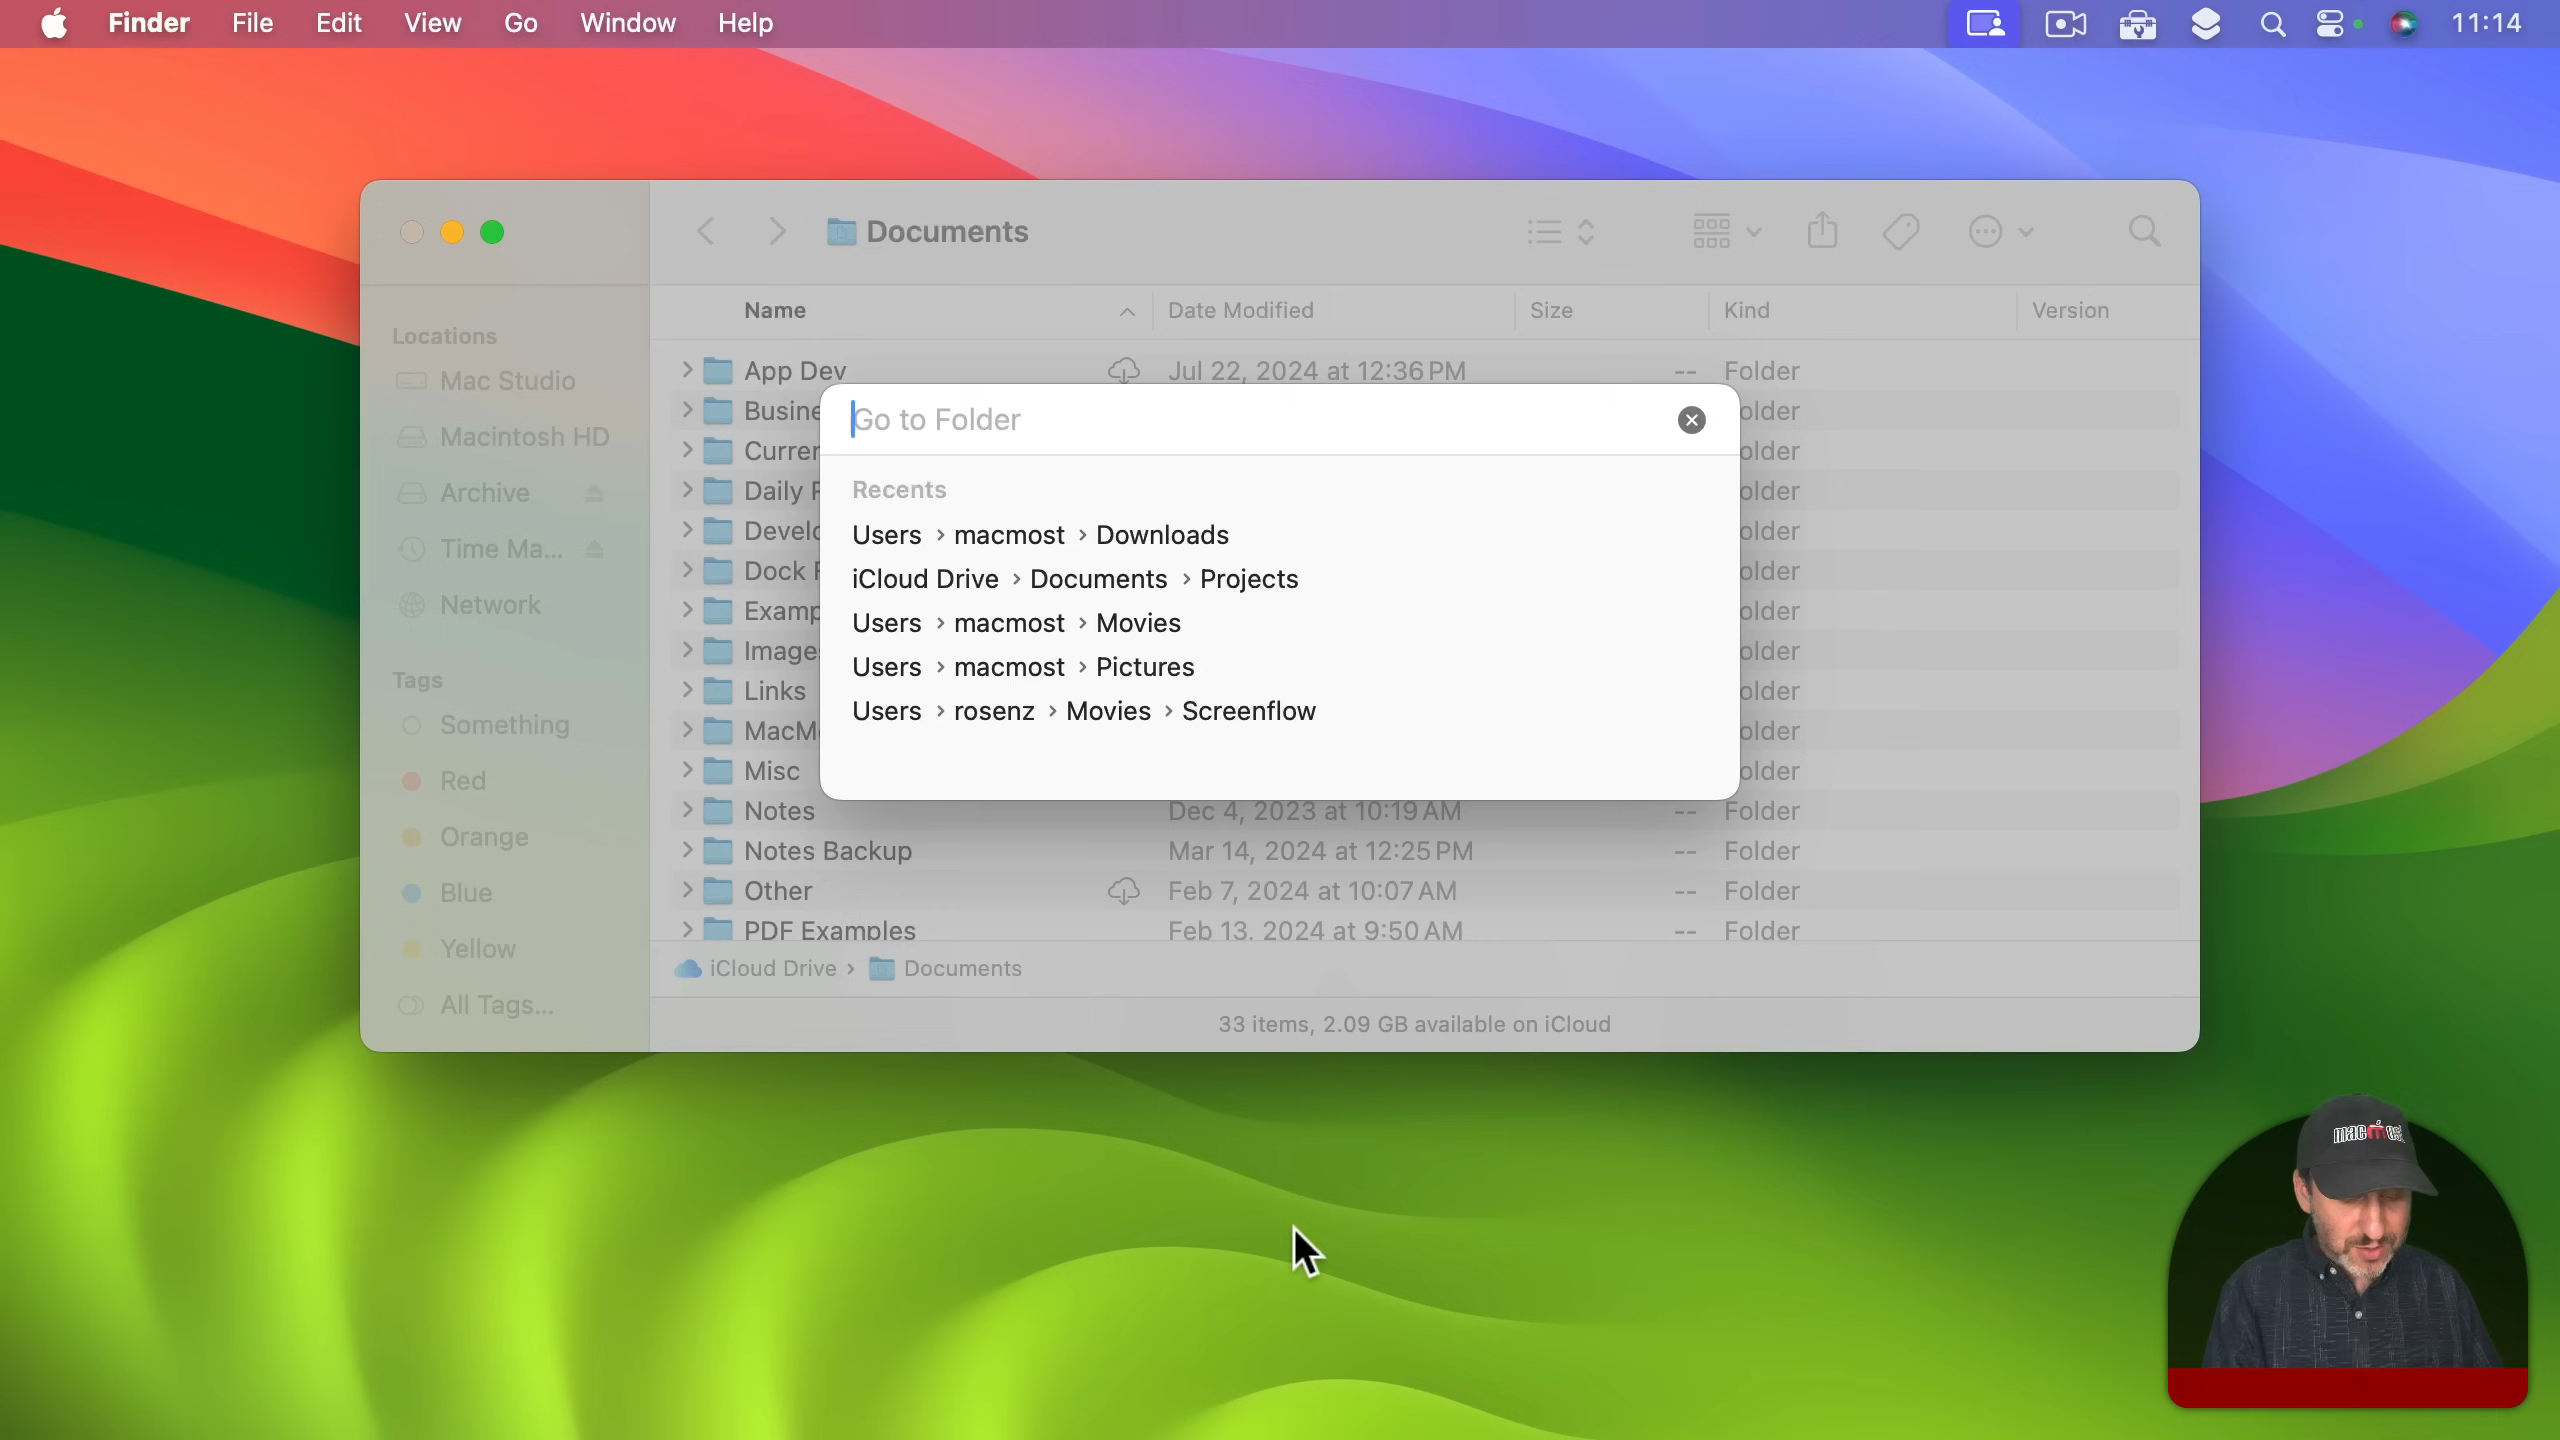 Finder File Edit View Go Window Help 11:14
Documents
Name Date Modified Size Kind Version
Locations
Mac Studio
Macintosh HD
Archive
Time Ma...
Network
Tags
Something
Red
Orange
Blue
Yellow
All Tags...
App Dev Jul 22, 2024 at 12:36 PM -- Folder
Go to Folder
Recents
Users › macmost › Downloads
iCloud Drive › Documents › Projects
Users › macmost › Movies
Users › macmost › Pictures
Users › rosenz › Movies › Screenflow
Busine older
Currer older
Daily older
Develo older
Dock older
Examp older
Images older
Links older
MacM older
Misc older
Notes Dec 4, 2023 at 10:19 AM -- Folder
Notes Backup Mar 14, 2024 at 12:25 PM -- Folder
Other Feb 7, 2024 at 10:07 AM -- Folder
PDF Examples Feb 13, 2024 at 9:50 AM -- Folder
iCloud Drive › Documents
33 items, 2.09 GB available on iCloud
macmost